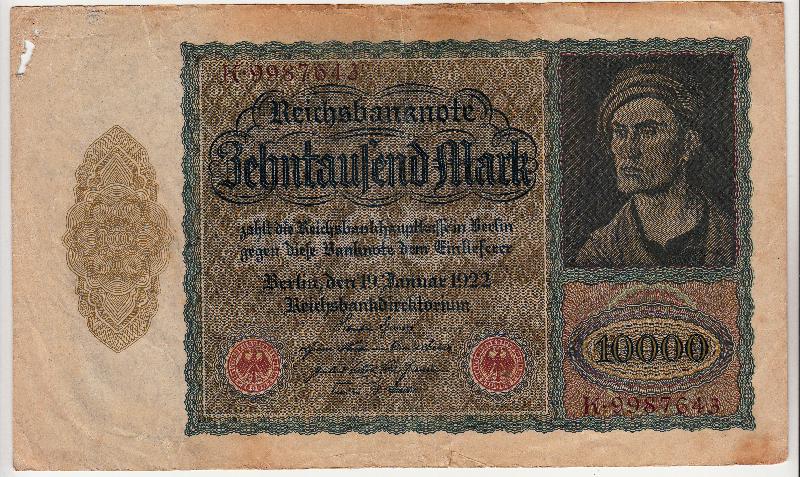 K·9987643
Reichsbanknote
Zehntausend Mark
zahlt die Reichsbankhauptkasse in Berlin
gegen diese Banknote dem Einlieferer
Berlin, den 19. Januar 1922
Reichsbankdirektorium
10000
K·9987643